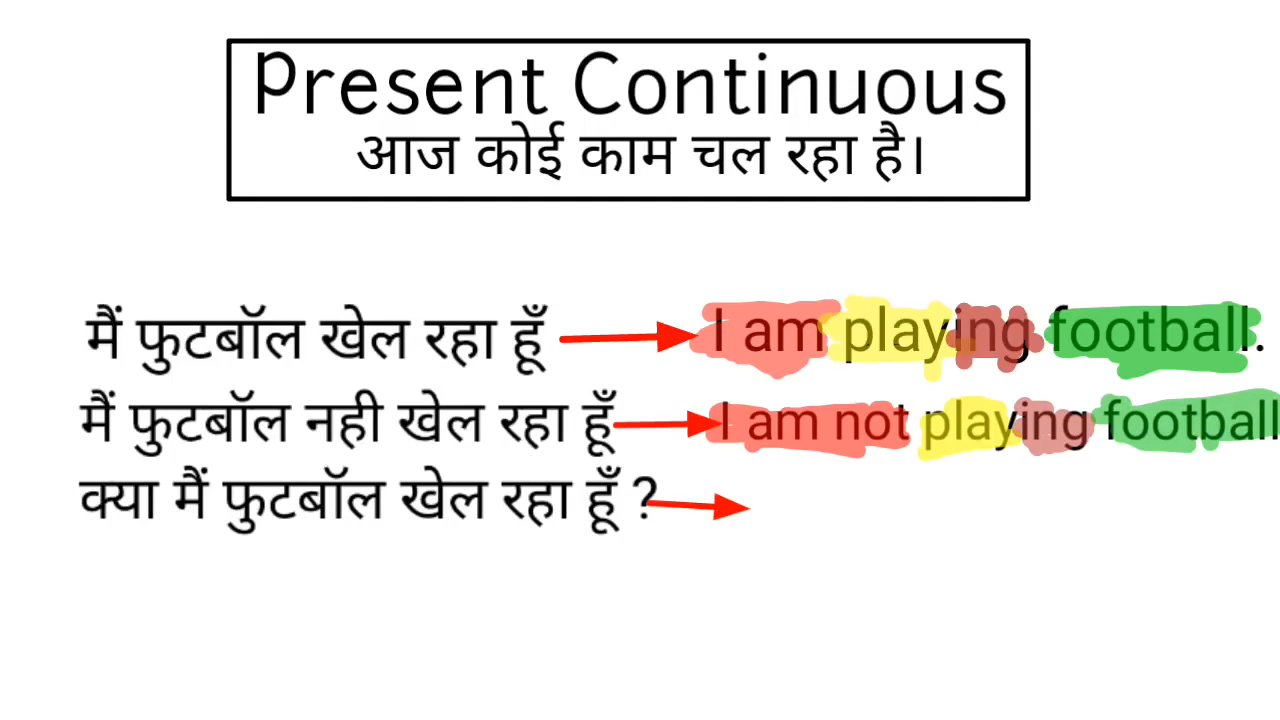 Present Continuous
आज कोई काम चल रहा है।
मैं फुटबॉल खेल रहा हूँ I am playing football.
मैं फुटबॉल नही खेल रहा हूँ I am not playing football
क्या मैं फुटबॉल खेल रहा हूँ ?